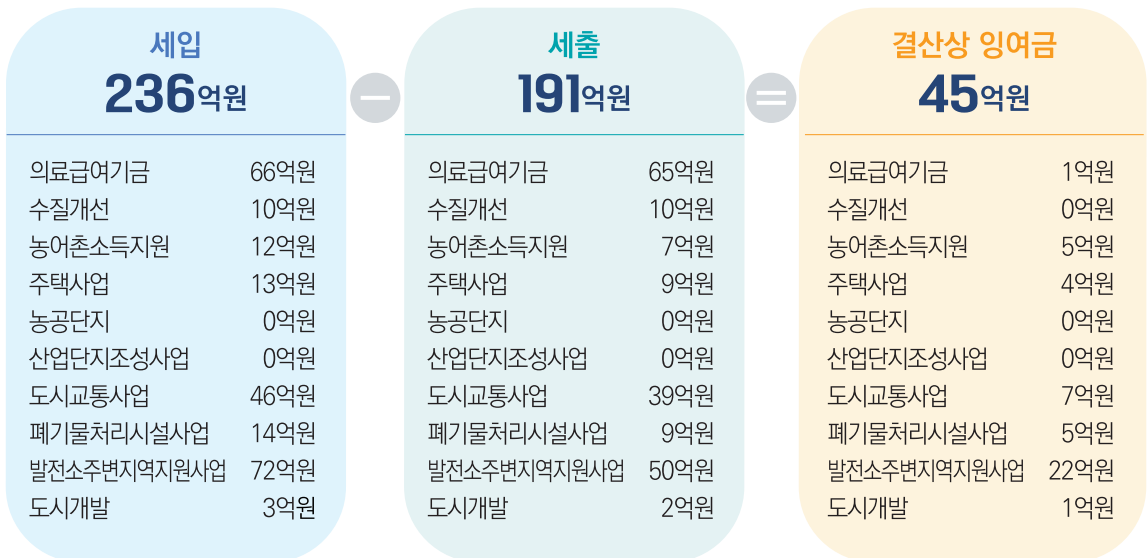 세입
236억원
의료급여기금 66억원
수질개선 10억원
농어촌소득지원 12억원
주택사업 13억원
농공단지 0억원
산업단지조성사업 0억원
도시교통사업 46억원
폐기물처리시설사업 14억원
발전소주변지역지원사업 72억원
도시개발 3억원
−
세출
191억원
의료급여기금 65억원
수질개선 10억원
농어촌소득지원 7억원
주택사업 9억원
농공단지 0억원
산업단지조성사업 0억원
도시교통사업 39억원
폐기물처리시설사업 9억원
발전소주변지역지원사업 50억원
도시개발 2억원
=
결산상 잉여금
45억원
의료급여기금 1억원
수질개선 0억원
농어촌소득지원 5억원
주택사업 4억원
농공단지 0억원
산업단지조성사업 0억원
도시교통사업 7억원
폐기물처리시설사업 5억원
발전소주변지역지원사업 22억원
도시개발 1억원